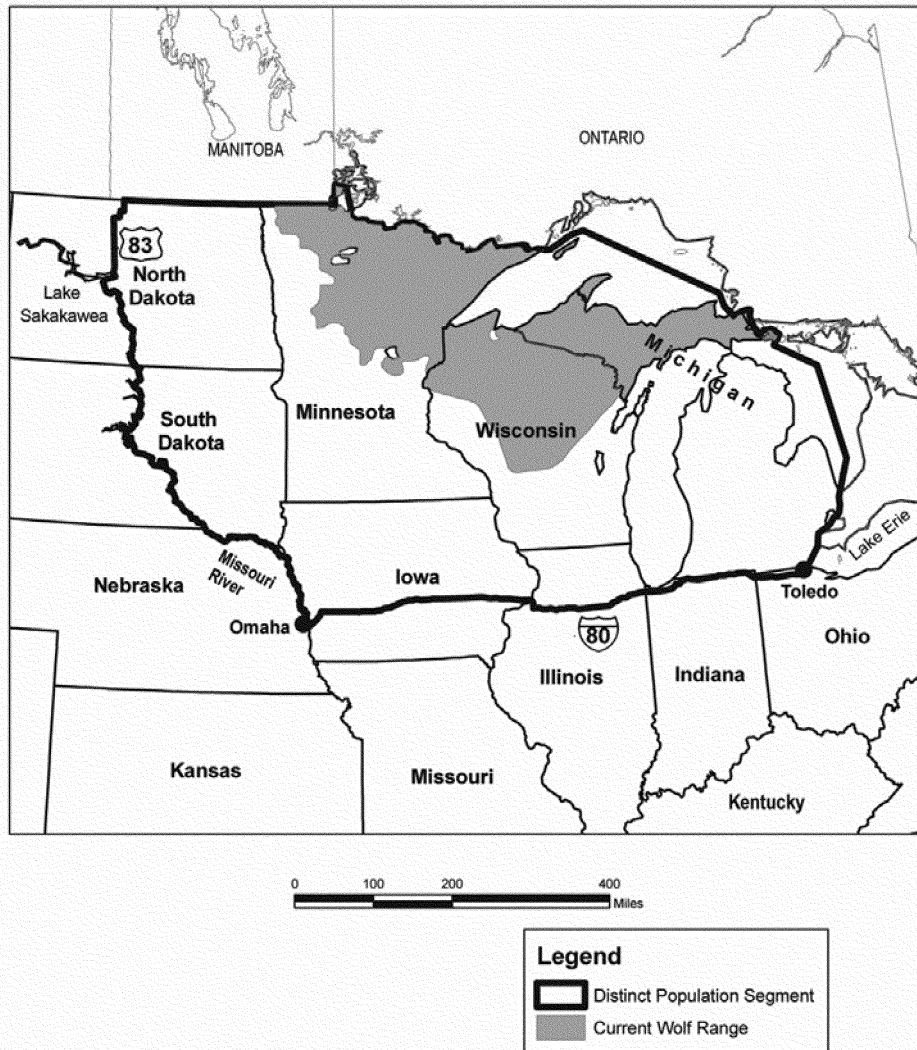 MANITOBA
ONTARIO
83
North
Dakota
Lake
Sakakawea
Michigan
South
Dakota
Minnesota
Wisconsin
Lake Erie
Missouri
River
Nebraska
Iowa
Toledo
Omaha
80
Ohio
Illinois
Indiana
Kansas
Missouri
Kentucky
0 100 200 400
Miles
Legend
Distinct Population Segment
Current Wolf Range